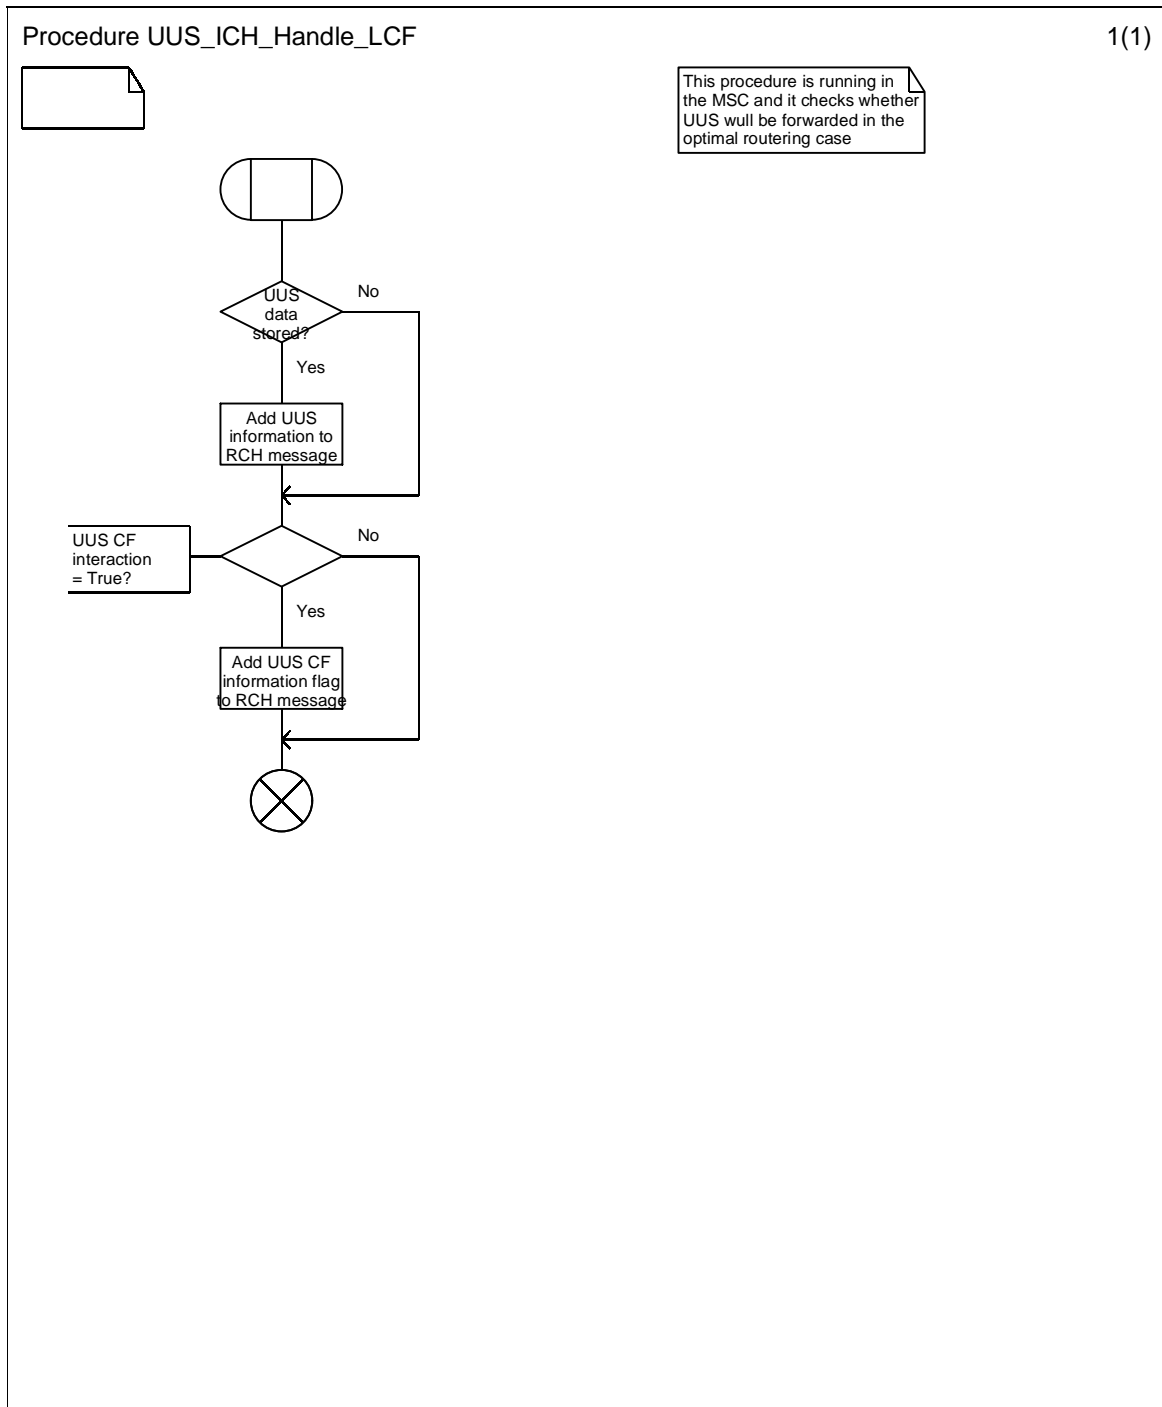 Procedure UUS_ICH_Handle_LCF
1(1)
This procedure is running in
the MSC and it checks whether
UUS wull be forwarded in the
optimal routering case
UUS
data
stored?
No
Yes
Add UUS
information to
RCH message
UUS CF
interaction
= True?
No
Yes
Add UUS CF
information flag
to RCH message